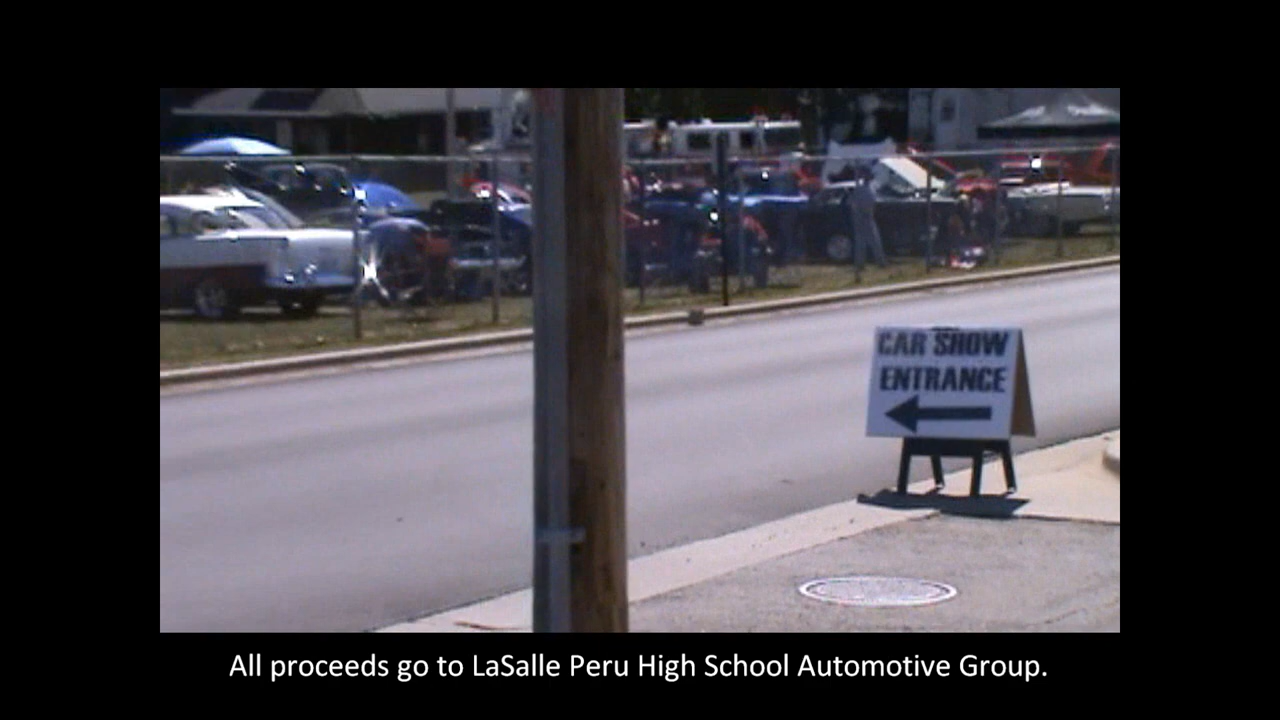 CAR SHOW
ENTRANCE
All proceeds go to LaSalle Peru High School Automotive Group.